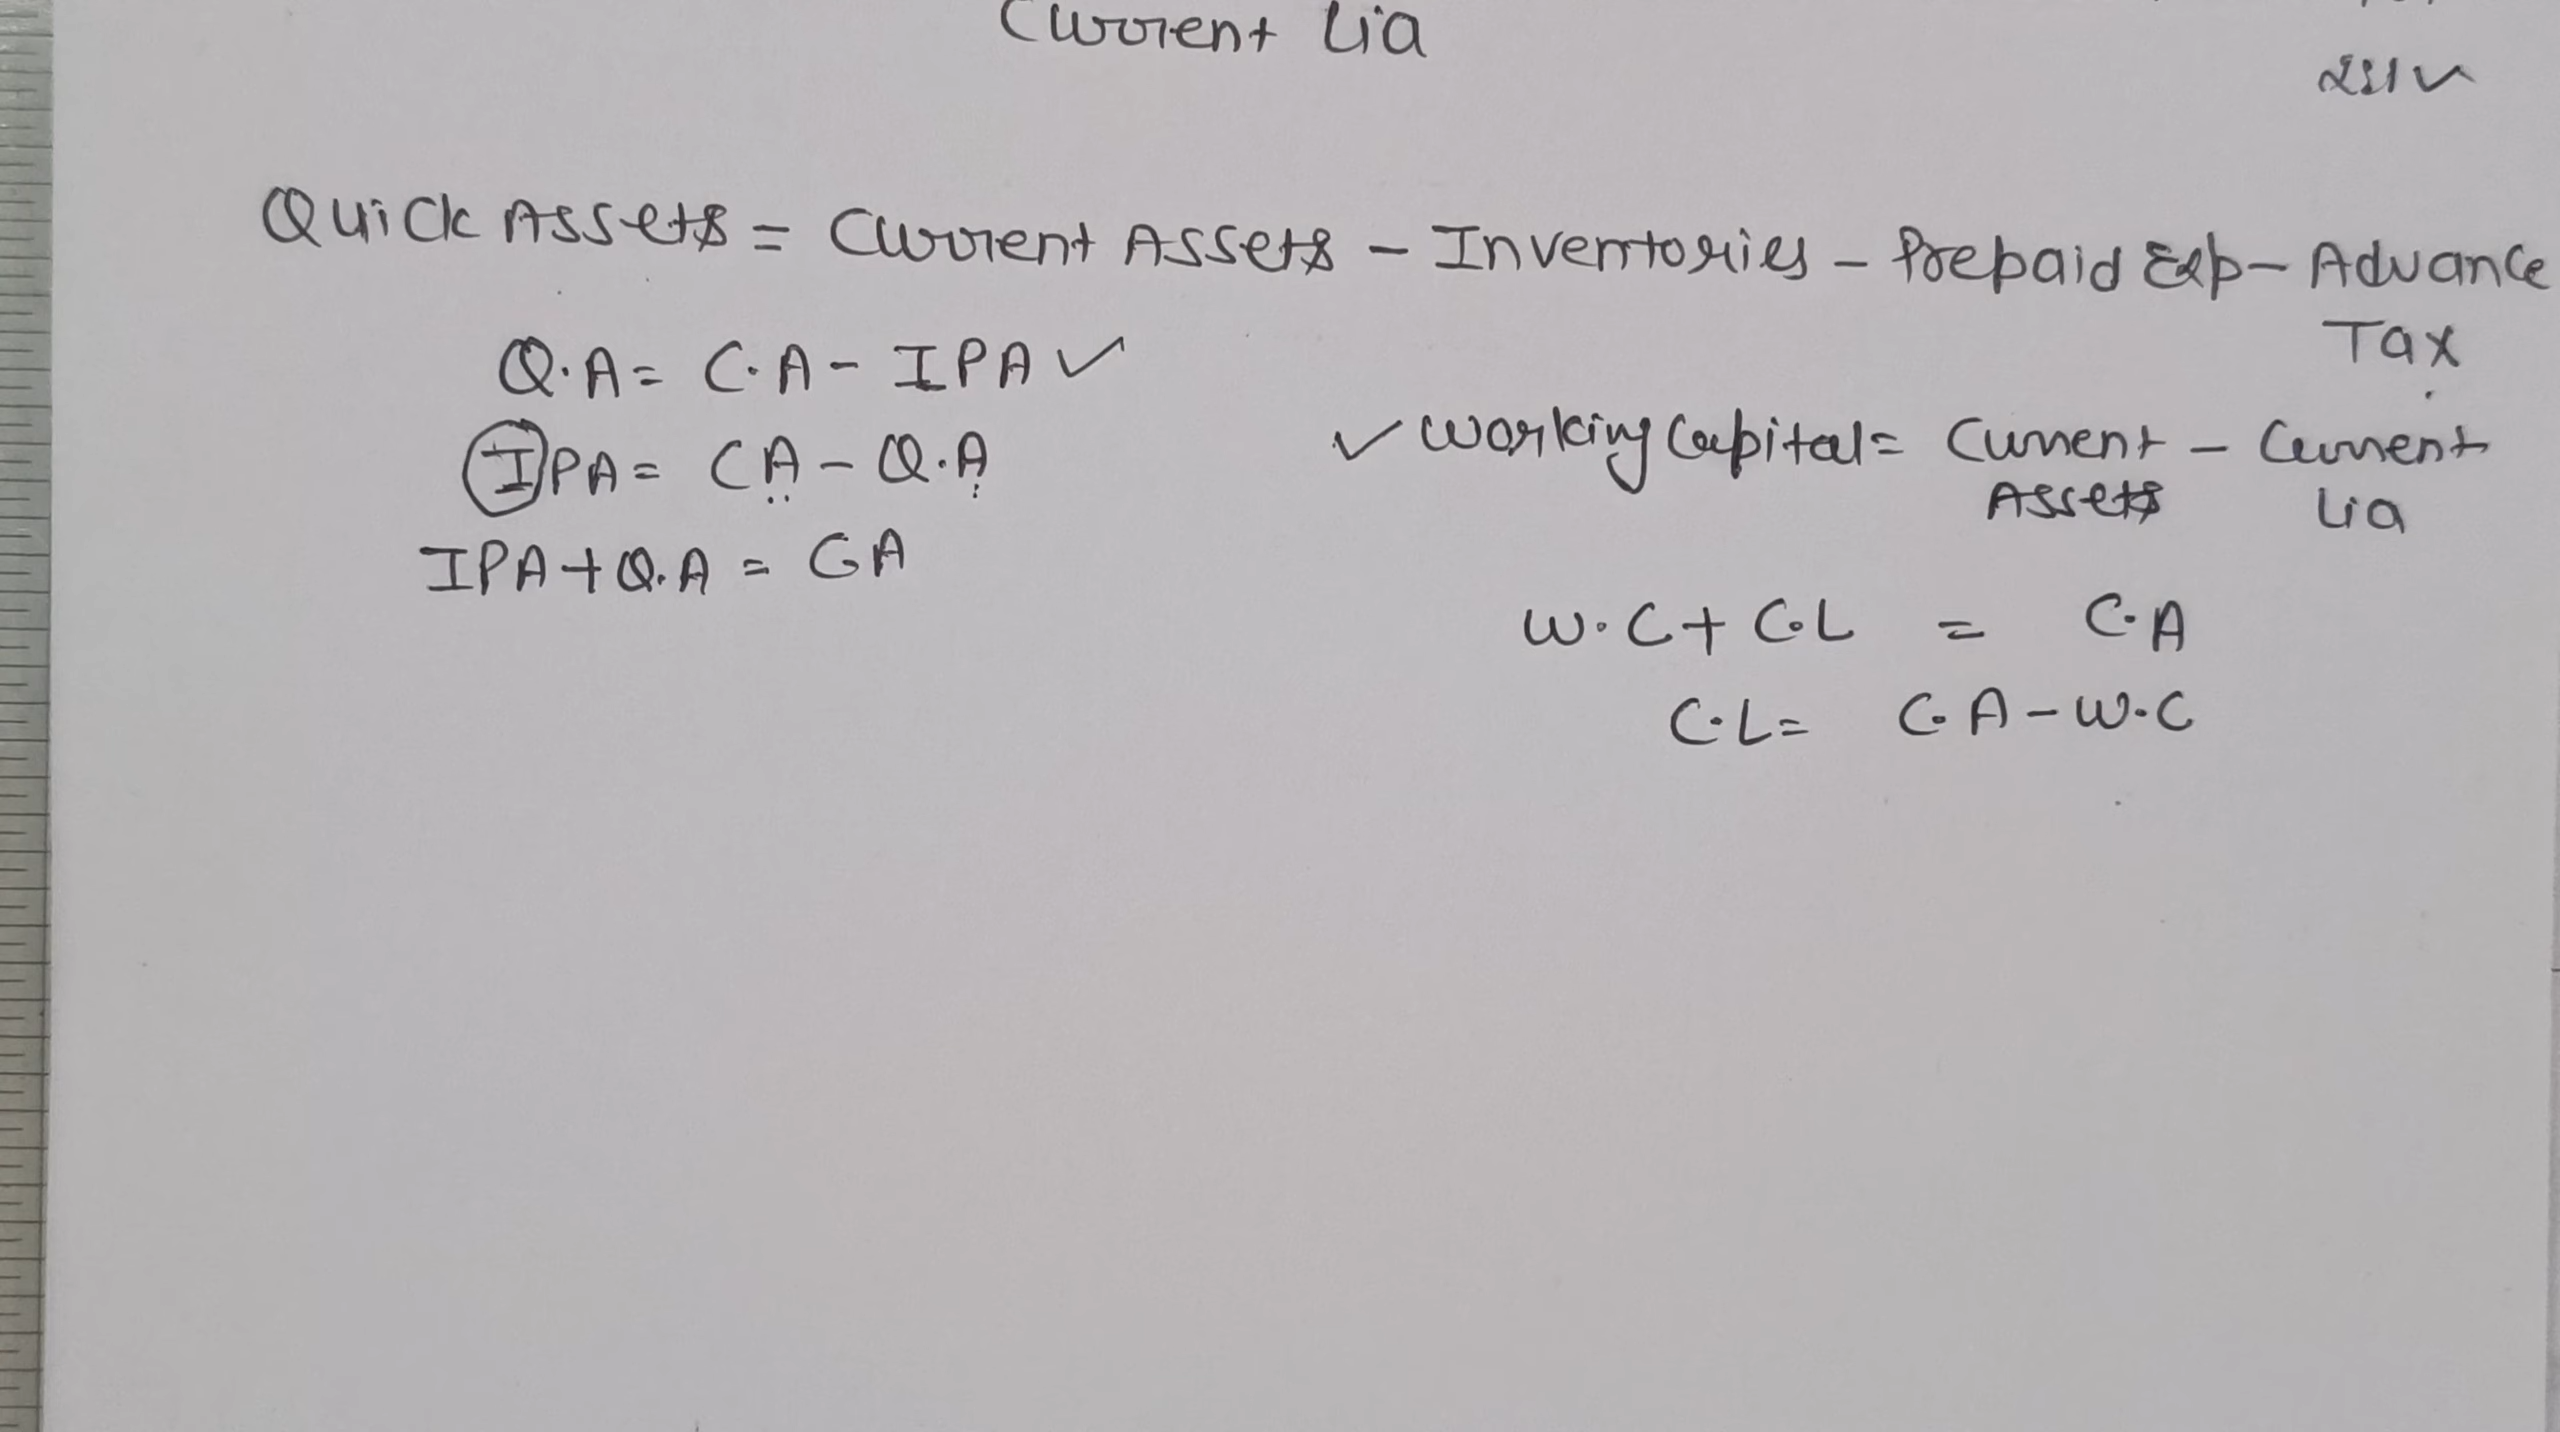 Current Lia
Quick Assets = Current Assets - Inventories - Prepaid Exp - Advance
Tax
Q.A = C.A - IPA ✓
IPA = CA - Q.A
IPA + Q.A = CA
✓ Working Capital = Current - Current
Assets Lia
W.C + C.L = C.A
C.L = C.A - W.C